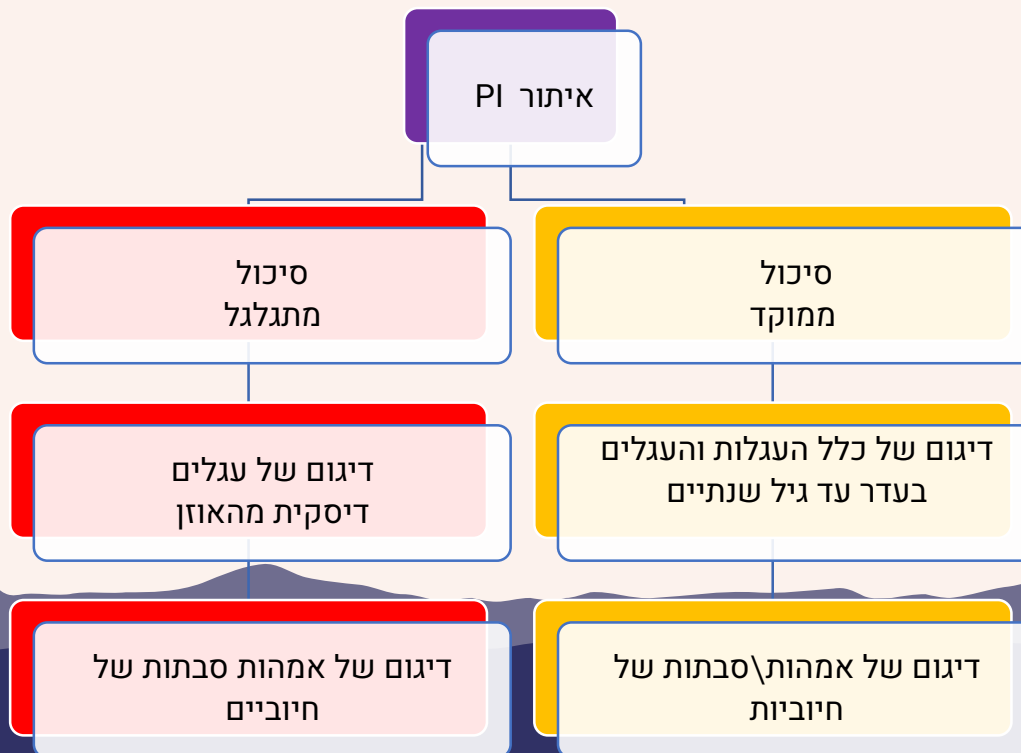 איתור PI
סיכול
ממוקד
סיכול
מתגלגל
דיגום של כלל העגלות והעגלים
בעדר עד גיל שנתיים
דיגום של עגלים
דיסקית מהאוזן
דיגום של אמהות\סבתות של
חיוביות
דיגום של אמהות סבתות של
חיוביים